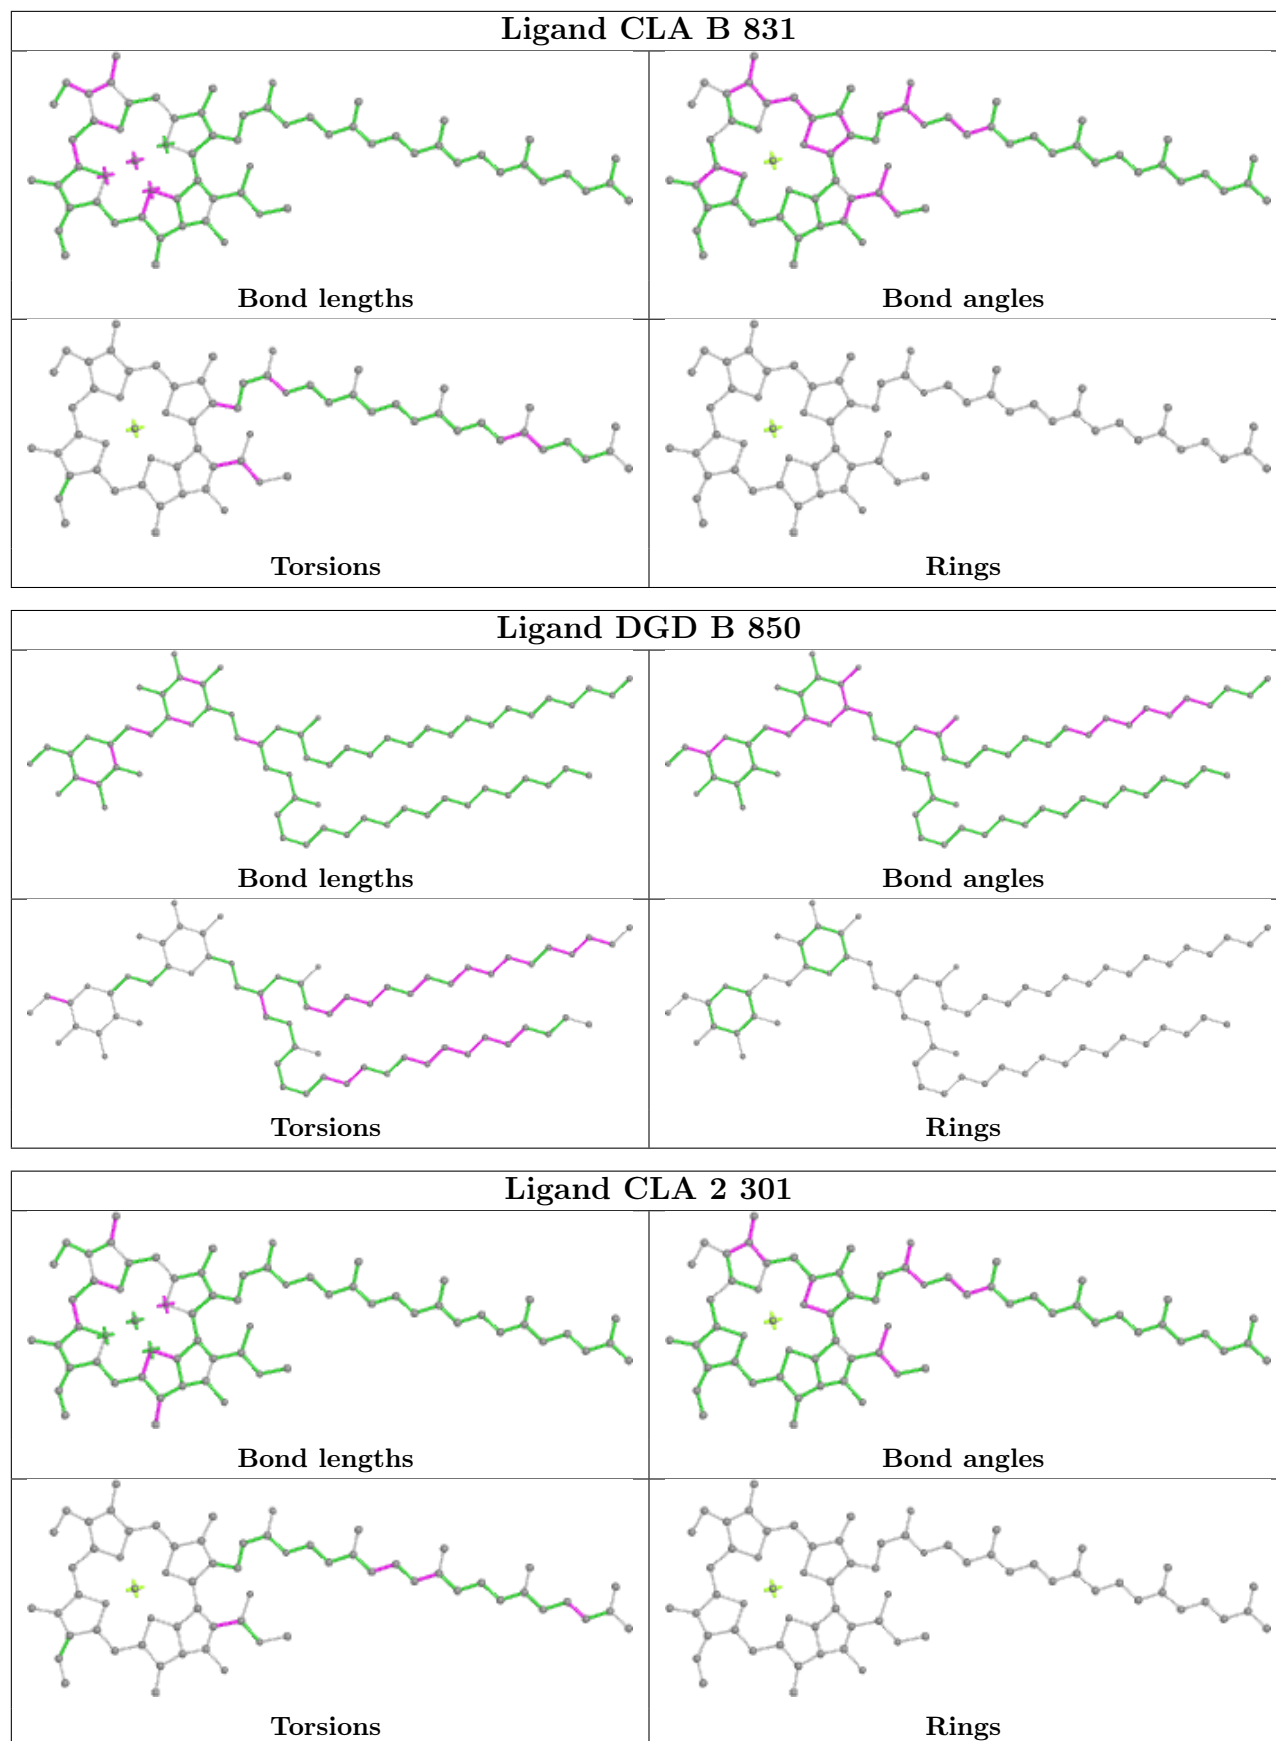 Ligand CLA B 831
Bond lengths
Bond angles
Torsions
Rings
Ligand DGD B 850
Bond lengths
Bond angles
Torsions
Rings
Ligand CLA 2 301
Bond lengths
Bond angles
Torsions
Rings